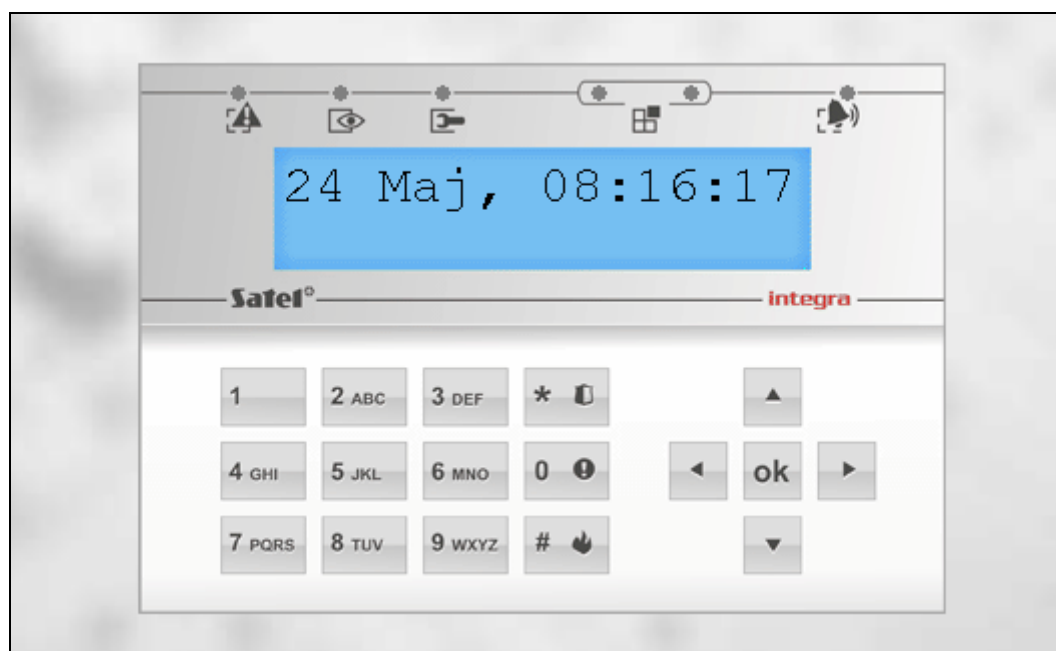 24 Maj, 08:16:17
Satel
integra
1 2 ABC 3 DEF *
4 GHI 5 JKL 6 MNO 0
ok
7 PQRS 8 TUV 9 WXYZ #